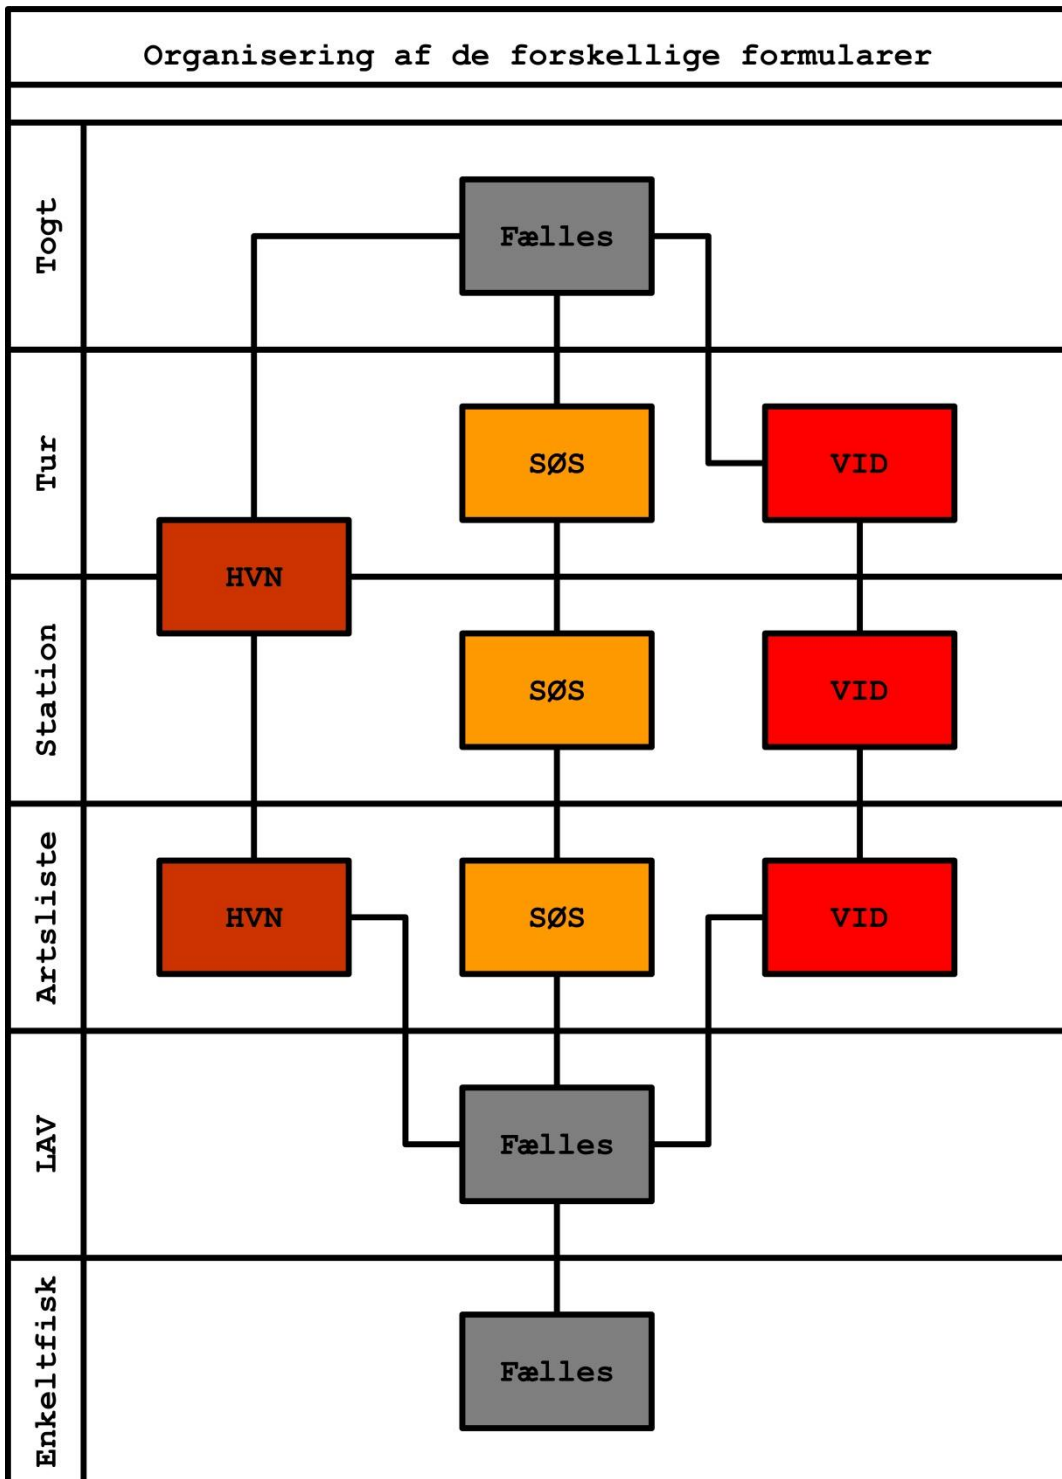 Organisering af de forskellige formularer
Togt
Fælles
Tur
SØS
VID
HVN
Station
SØS
VID
Artsliste
HVN
SØS
VID
LAV
Fælles
Enkeltfisk
Fælles